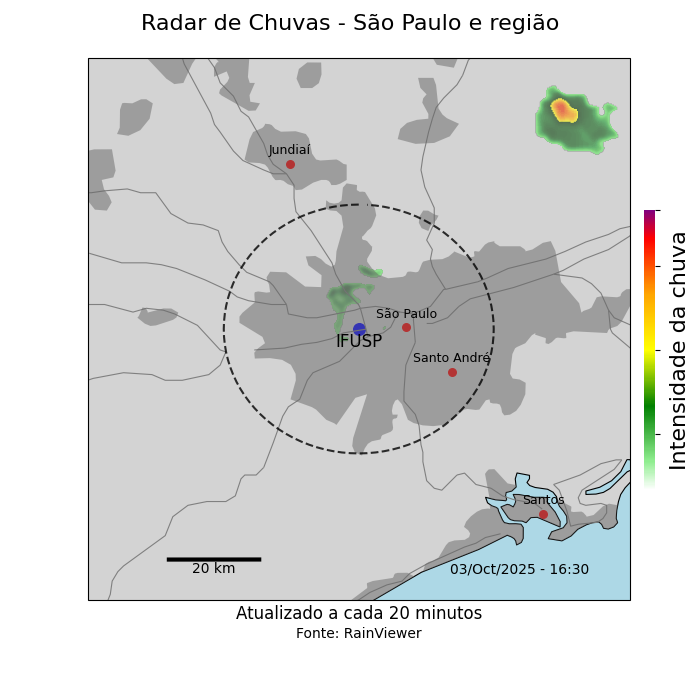 Radar de Chuvas - São Paulo e região
Jundiaí
São Paulo
IFUSP
Santo André
Santos
20 km
03/Oct/2025 - 16:30
Intensidade da chuva
Atualizado a cada 20 minutos
Fonte: RainViewer